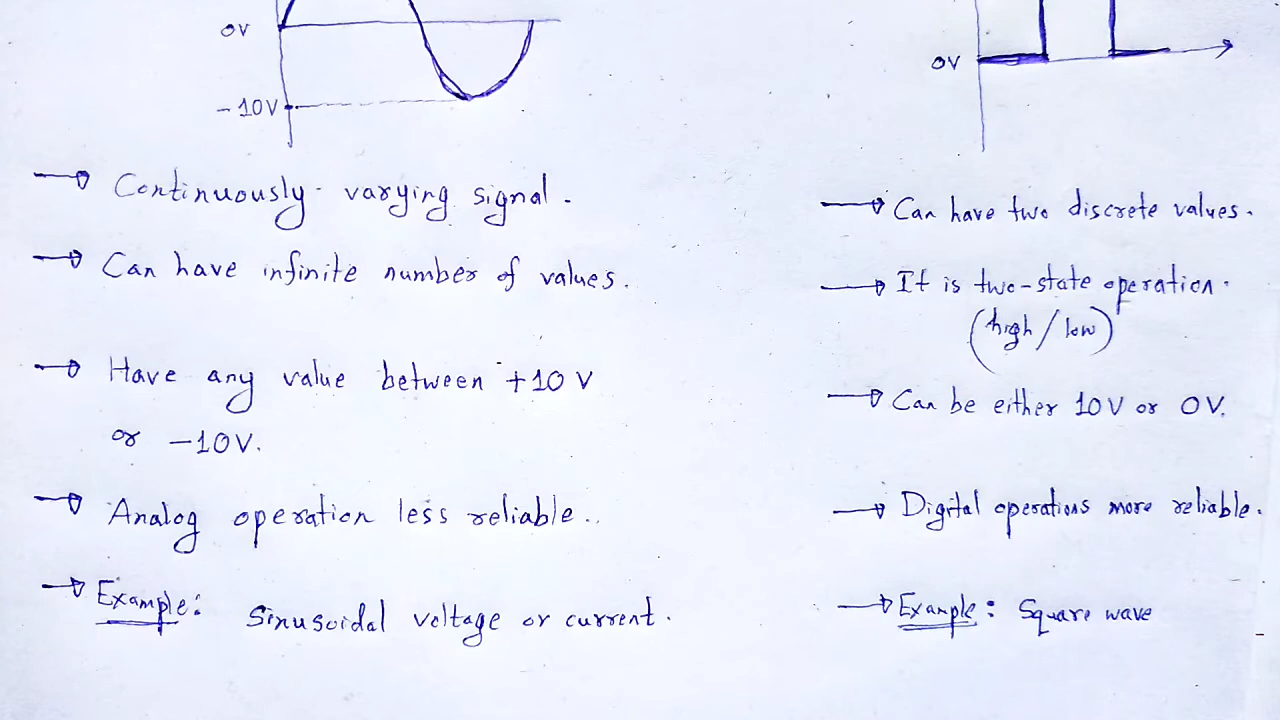 0V
-10V
→ Continuously varying signal.
→ Can have infinite number of values.
→ Have any value between +10 V
or -10V.
→ Analog operation less reliable..
→ Example: Sinusoidal voltage or current.
0V
→ Can have two discrete values.
→ It is two-state operation.
(high/low)
→ Can be either 10V or 0V.
→ Digital operations more reliable.
→ Example: Square wave